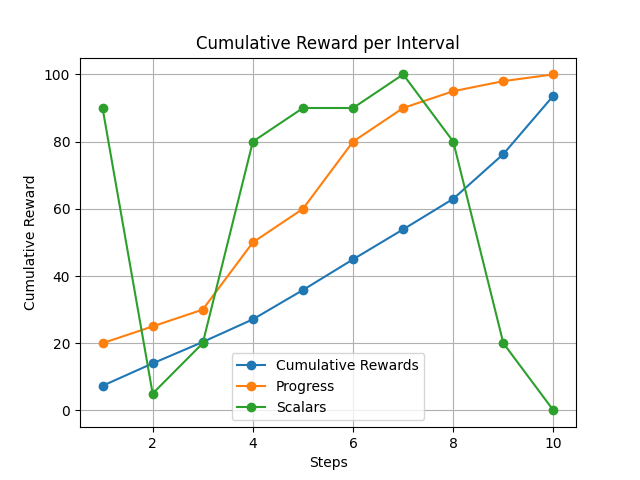 Cumulative Reward per Interval
Cumulative Reward
100
80
60
40
20
0
Cumulative Rewards
Progress
Scalars
2
4
6
8
10
Steps